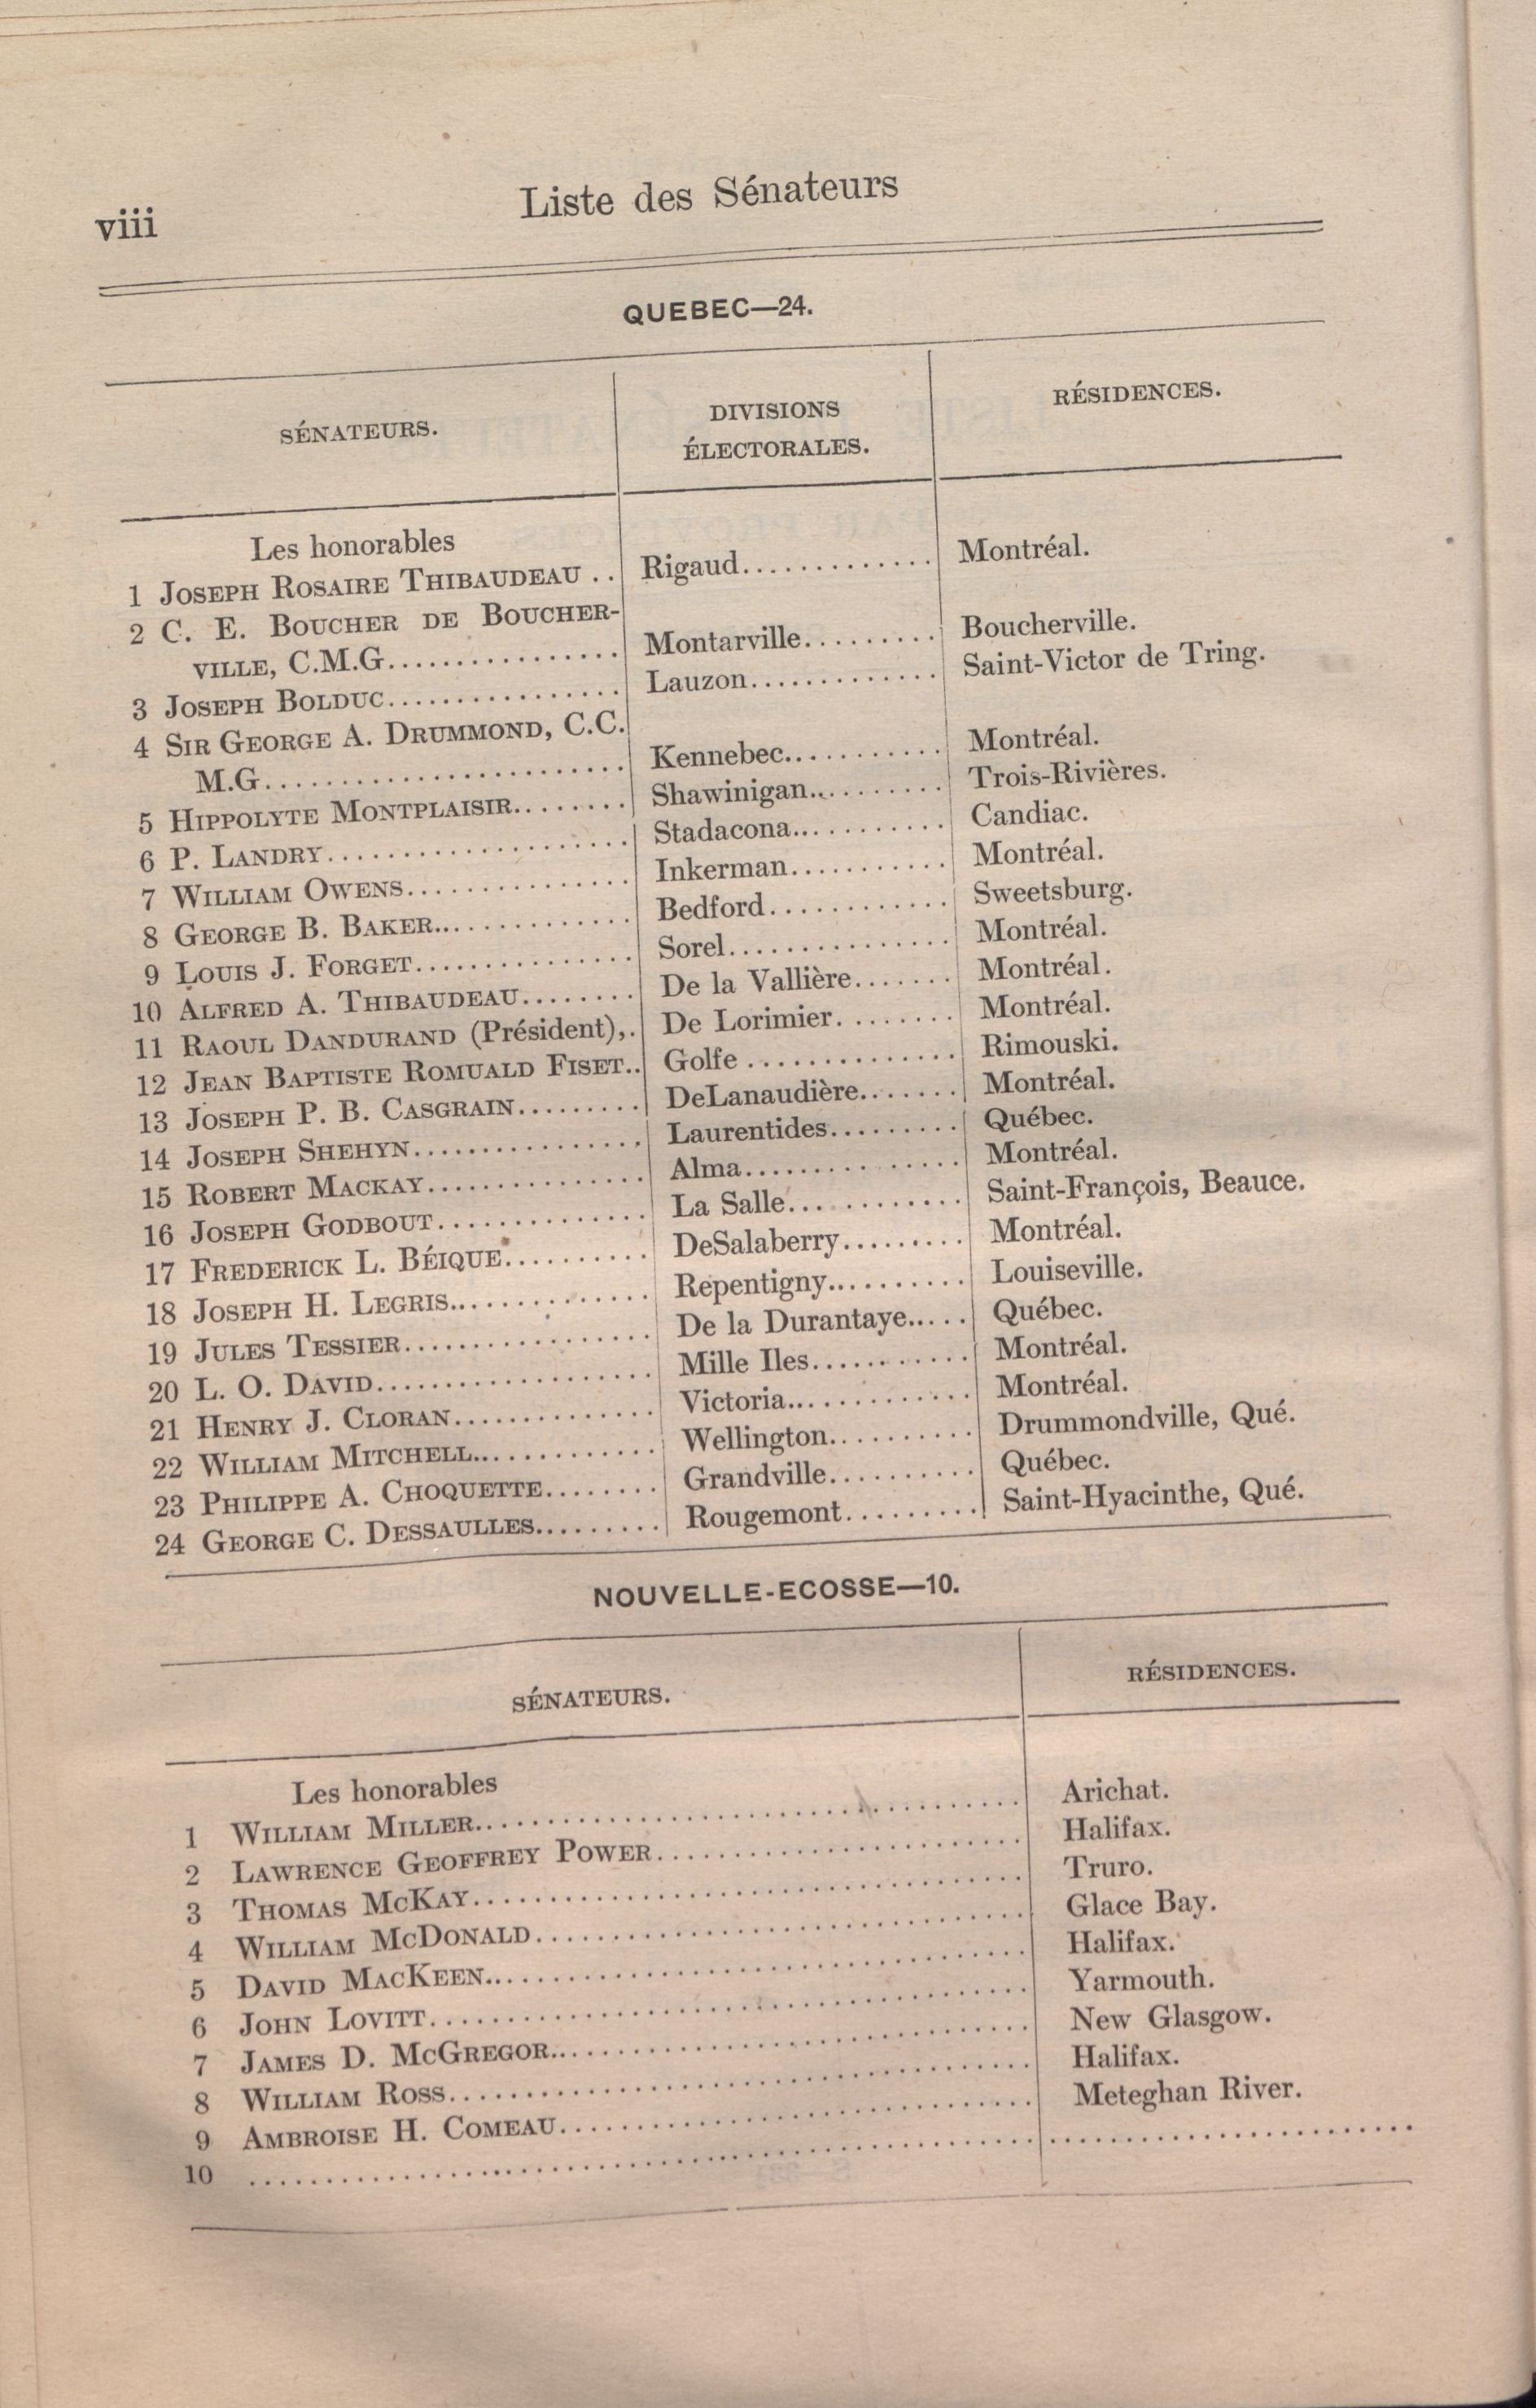 viii
Liste des Sénateurs
QUEBEC—24.
SÉNATEURS. DIVISIONS ÉLECTORALES. RÉSIDENCES.
Les honorables
1 JOSEPH ROSAIRE THIBAUDEAU . . Rigaud............. Montréal.
2 C. E. BOUCHER DE BOUCHER-
VILLE, C.M.G................ Montarville......... Boucherville.
3 JOSEPH BOLDUC................ Lauzon............. Saint-Victor de Tring.
4 SIR GEORGE A. DRUMMOND, C.C.
M.G........................ Kennebec............ Montréal.
5 HIPPOLYTE MONTPLAISIR........ Shawinigan.......... Trois-Rivières.
6 P. LANDRY.................... Stadacona........... Candiac.
7 WILLIAM OWENS............... Inkerman........... Montréal.
8 GEORGE B. BAKER.............. Bedford............ Sweetsburg.
9 LOUIS J. FORGET............... Sorel............... Montréal.
10 ALFRED A. THIBAUDEAU........ De la Vallière....... Montréal.
11 RAOUL DANDURAND (Président),. De Lorimier........ Montréal.
12 JEAN BAPTISTE ROMUALD FISET.. Golfe .............. Rimouski.
13 JOSEPH P. B. CASGRAIN......... DeLanaudière....... Montréal.
14 JOSEPH SHEHYN............... Laurentides......... Québec.
15 ROBERT MACKAY............... Alma............... Montréal.
16 JOSEPH GODBOUT.............. La Salle............ Saint-François, Beauce.
17 FREDERICK L. BÉIQUE.......... DeSalaberry......... Montréal.
18 JOSEPH H. LEGRIS.............. Repentigny.......... Louiseville.
19 JULES TESSIER................. De la Durantaye..... Québec.
20 L. O. DAVID................... Mille Iles........... Montréal.
21 HENRY J. CLORAN.............. Victoria............ Montréal.
22 WILLIAM MITCHELL............ Wellington.......... Drummondville, Qué.
23 PHILIPPE A. CHOQUETTE........ Grandville.......... Québec.
24 GEORGE C. DESSAULLES......... Rougemont......... Saint-Hyacinthe, Qué.
NOUVELLE-ECOSSE—10.
SÉNATEURS. RÉSIDENCES.
Les honorables
1 WILLIAM MILLER.................................... Arichat.
2 LAWRENCE GEOFFREY POWER........................ Halifax.
3 THOMAS MCKAY.................................... Truro.
4 WILLIAM MCDONALD................................ Glace Bay.
5 DAVID MACKEEN................................... Halifax.
6 JOHN LOVITT....................................... Yarmouth.
7 JAMES D. MCGREGOR............................... New Glasgow.
8 WILLIAM ROSS...................................... Halifax.
9 AMBROISE H. COMEAU............................... Meteghan River.
10 ..................................................